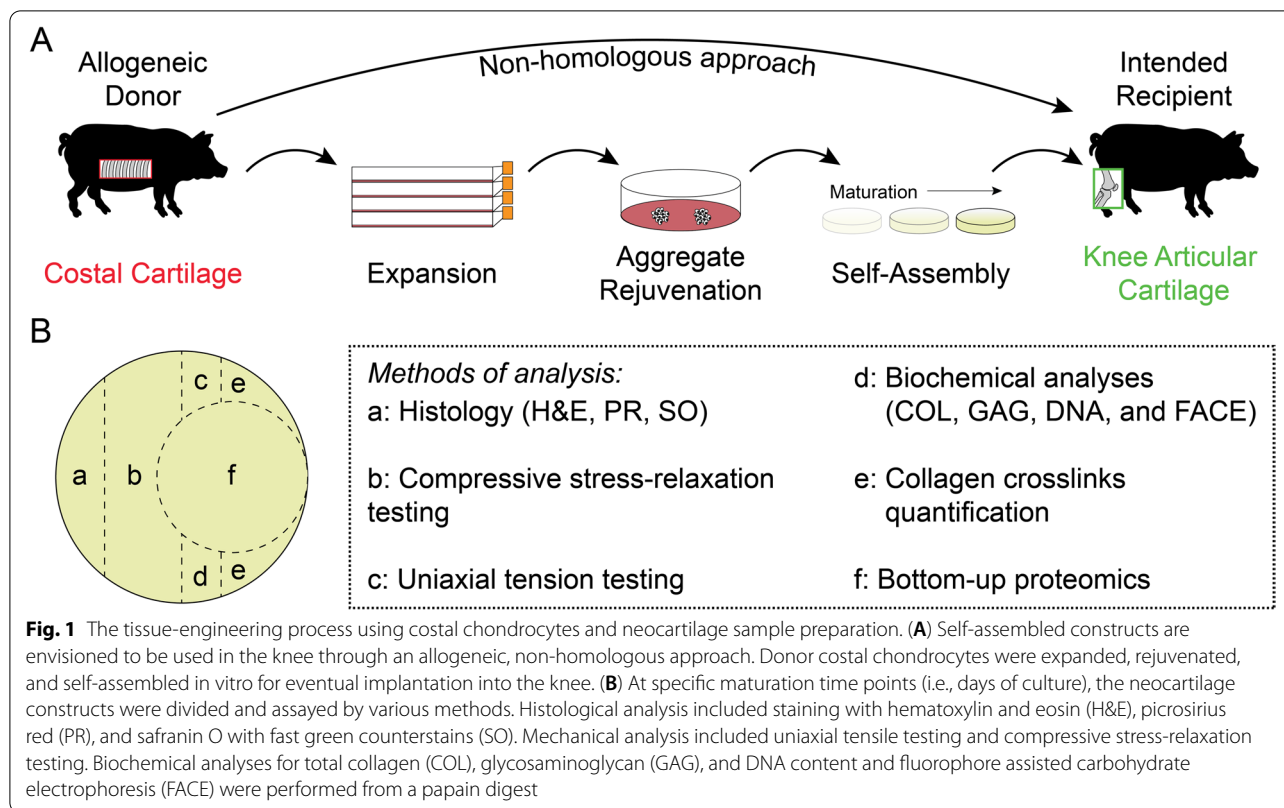 A
Allogeneic
Donor
Non-homologous approach
Intended
Recipient
Maturation
Costal Cartilage
Expansion
Aggregate
Rejuvenation
Self-Assembly
Knee Articular
Cartilage
B
a
b
c
e
f
d
e
Methods of analysis:
a: Histology (H&E, PR, SO)
b: Compressive stress-relaxation
testing
c: Uniaxial tension testing
d: Biochemical analyses
(COL, GAG, DNA, and FACE)
e: Collagen crosslinks
quantification
f: Bottom-up proteomics
Fig. 1 The tissue-engineering process using costal chondrocytes and neocartilage sample preparation. (A) Self-assembled constructs are
envisioned to be used in the knee through an allogeneic, non-homologous approach. Donor costal chondrocytes were expanded, rejuvenated,
and self-assembled in vitro for eventual implantation into the knee. (B) At specific maturation time points (i.e., days of culture), the neocartilage
constructs were divided and assayed by various methods. Histological analysis included staining with hematoxylin and eosin (H&E), picrosirius
red (PR), and safranin O with fast green counterstains (SO). Mechanical analysis included uniaxial tensile testing and compressive stress-relaxation
testing. Biochemical analyses for total collagen (COL), glycosaminoglycan (GAG), and DNA content and fluorophore assisted carbohydrate
electrophoresis (FACE) were performed from a papain digest